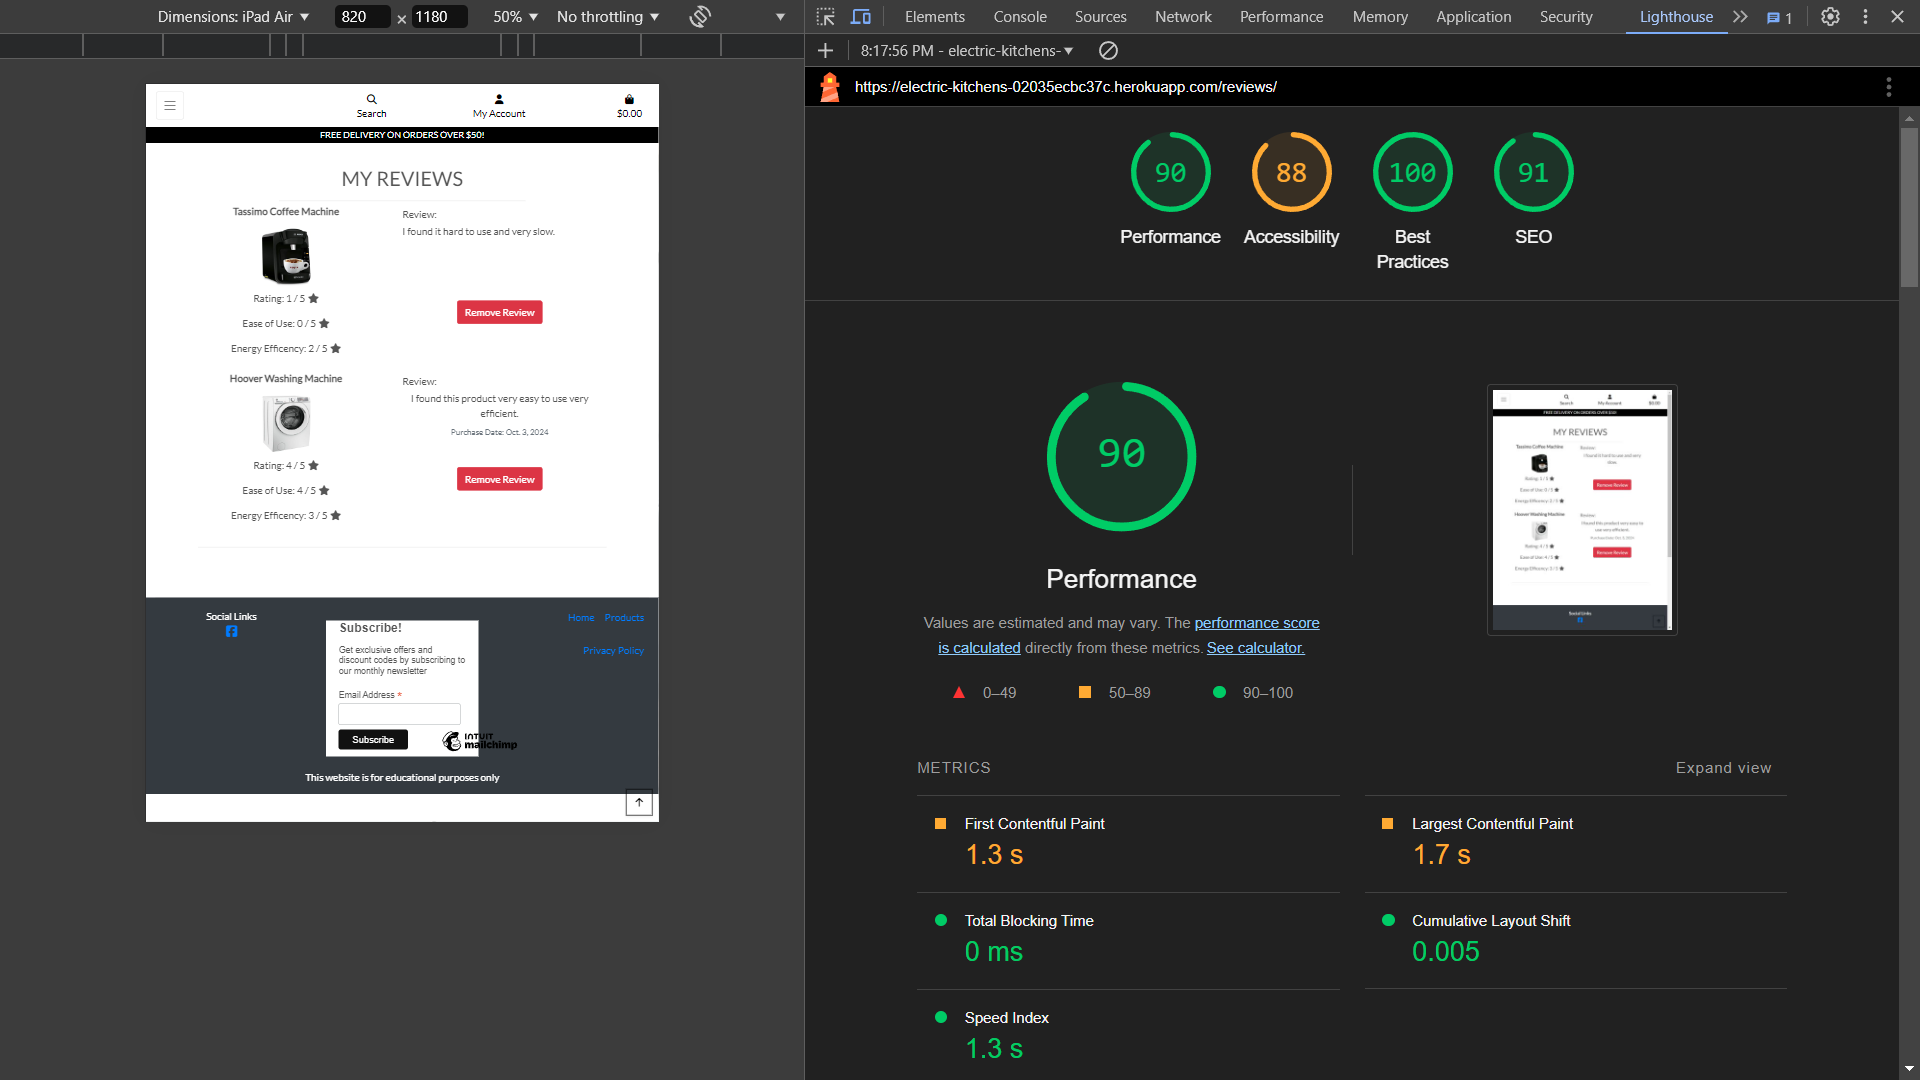 Dimensions: iPad Air ▼ 820 × 1180 50% ▼ No throttling ▼
Elements Console Sources Network Performance Memory Application Security Lighthouse 1
8:17:56 PM - electric-kitchens-
https://electric-kitchens-02035ecbc37c.herokuapp.com/reviews/
Search
My Account
$0.00
FREE DELIVERY ON ORDERS OVER $50!
MY REVIEWS
Tassimo Coffee Machine
Rating: 1 / 5
Ease of Use: 0 / 5
Energy Efficency: 2 / 5
Review:
I found it hard to use and very slow.
Remove Review
Hoover Washing Machine
Rating: 4 / 5
Ease of Use: 4 / 5
Energy Efficency: 3 / 5
Review:
I found this product very easy to use very
efficient.
Purchase Date: Oct. 3, 2024
Remove Review
Social Links
Subscribe!
Get exclusive offers and
discount codes by subscribing to
our monthly newsletter
Email Address *
Subscribe
INTUIT
mailchimp
Home Products
Privacy Policy
This website is for educational purposes only
90
Performance
88
Accessibility
100
Best
Practices
91
SEO
90
Performance
Values are estimated and may vary. The performance score
is calculated directly from these metrics. See calculator.
0–49
50–89
90–100
MY REVIEWS
METRICS
Expand view
First Contentful Paint
1.3 s
Largest Contentful Paint
1.7 s
Total Blocking Time
0 ms
Cumulative Layout Shift
0.005
Speed Index
1.3 s